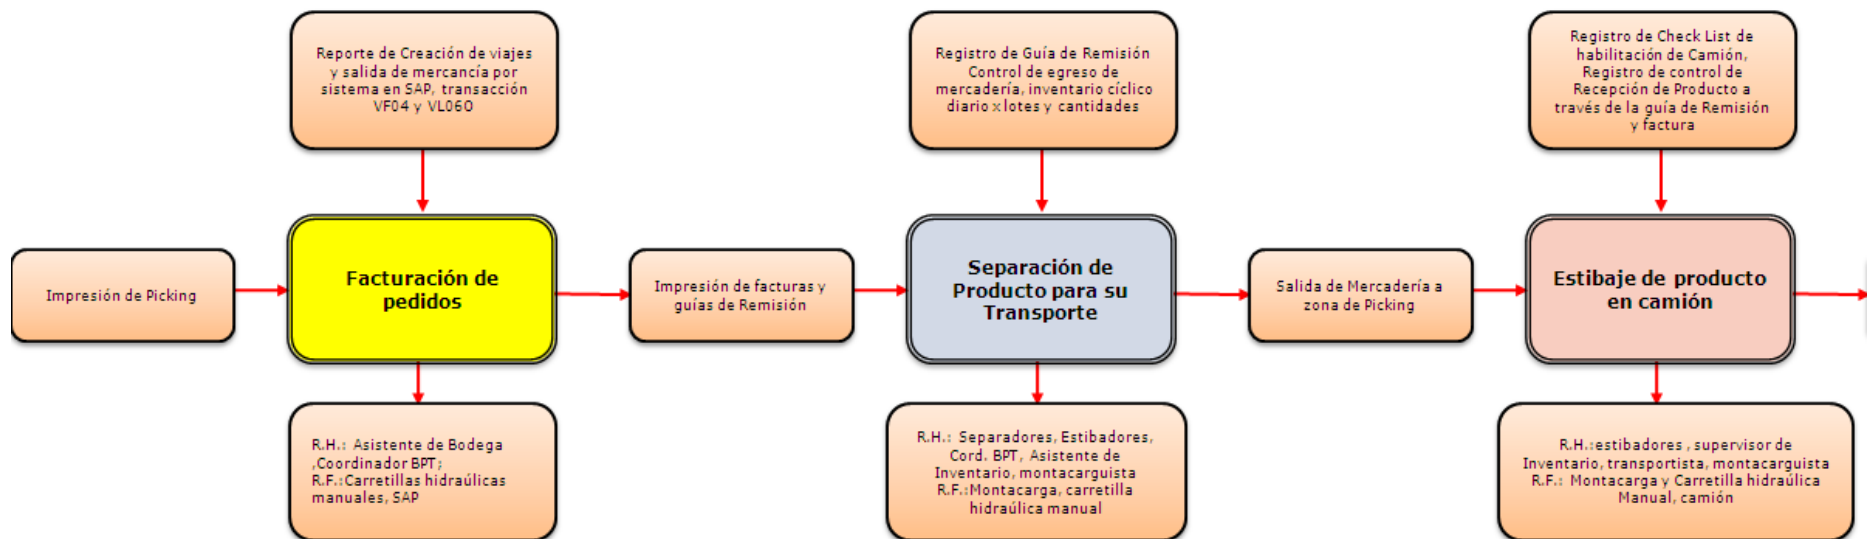 Reporte de Creación de viajes
y salida de mercancía por
sistema en SAP, transacción
VF04 y VL06O
Registro de Guía de Remisión
Control de egreso de
mercadería, inventario cíclico
diario x lotes y cantidades
Registro de Check List de
habilitación de Camión,
Registro de control de
Recepción de Producto a
través de la guía de Remisión
y factura
Impresión de Picking
Facturación de
pedidos
Impresión de facturas y
guías de Remisión
Separación de
Producto para su
Transporte
Salida de Mercadería a
zona de Picking
Estibaje de producto
en camión
R.H.: Asistente de Bodega
,Coordinador BPT;
R.F.:Carretillas hidraúlicas
manuales, SAP
R.H.: Separadores, Estibadores,
Cord. BPT, Asistente de
Inventario, montacarguista
R.F.:Montacarga, carretilla
hidraúlica manual
R.H.:estibadores , supervisor de
Inventario, transportista, montacarguista
R.F.: Montacarga y Carretilla hidraúlica
Manual, camión